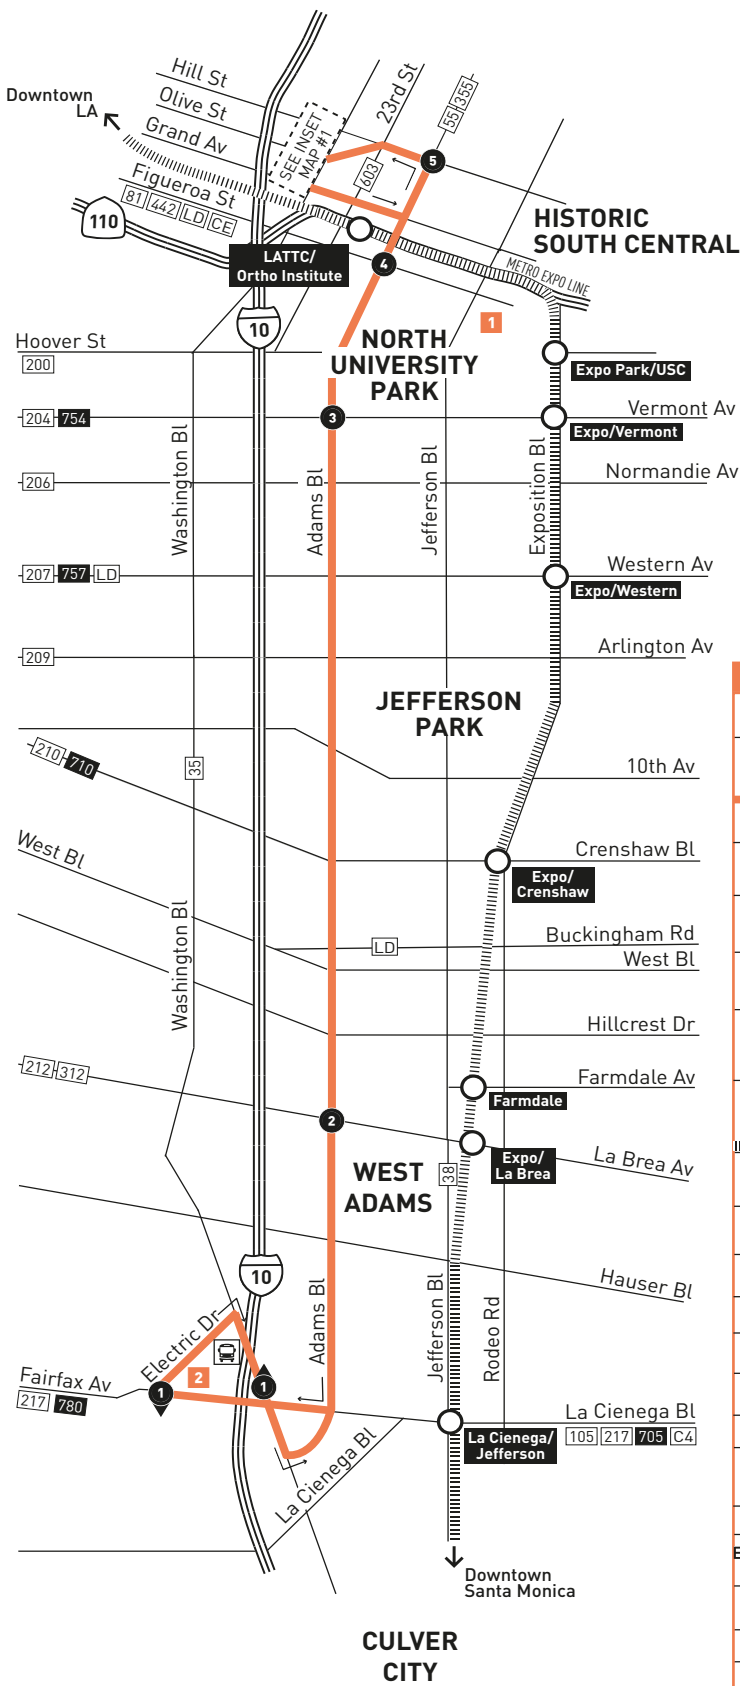 Hill St
Olive St
Grand Av
Figueroa St
81 442 LD CE
Downtown
LA
SEE INSET
MAP #1
23rd St
603
55 355
5
110
LATTC/
Ortho Institute
4
HISTORIC
SOUTH CENTRAL
METRO EXPO LINE
10
1
Hoover St
200
NORTH
UNIVERSITY
PARK
Expo Park/USC
204 754
3
Vermont Av
Expo/Vermont
206
Normandie Av
Washington Bl
Adams Bl
Jefferson Bl
Exposition Bl
207 757 LD
Western Av
Expo/Western
209
Arlington Av
JEFFERSON
PARK
210 710
35
10th Av
West Bl
Crenshaw Bl
Expo/
Crenshaw
Washington Bl
LD
Buckingham Rd
West Bl
Hillcrest Dr
212 312
Farmdale Av
Farmdale
2
Expo/
La Brea
La Brea Av
WEST
ADAMS
38
10
Hauser Bl
Electric Dr
Adams Bl
Jefferson Bl
Rodeo Rd
Fairfax Av
217 780
1
2
1
La Cienega Bl
La Cienega Bl
105 217 705 C4
La Cienega/
Jefferson
Downtown
Santa Monica
CULVER
CITY